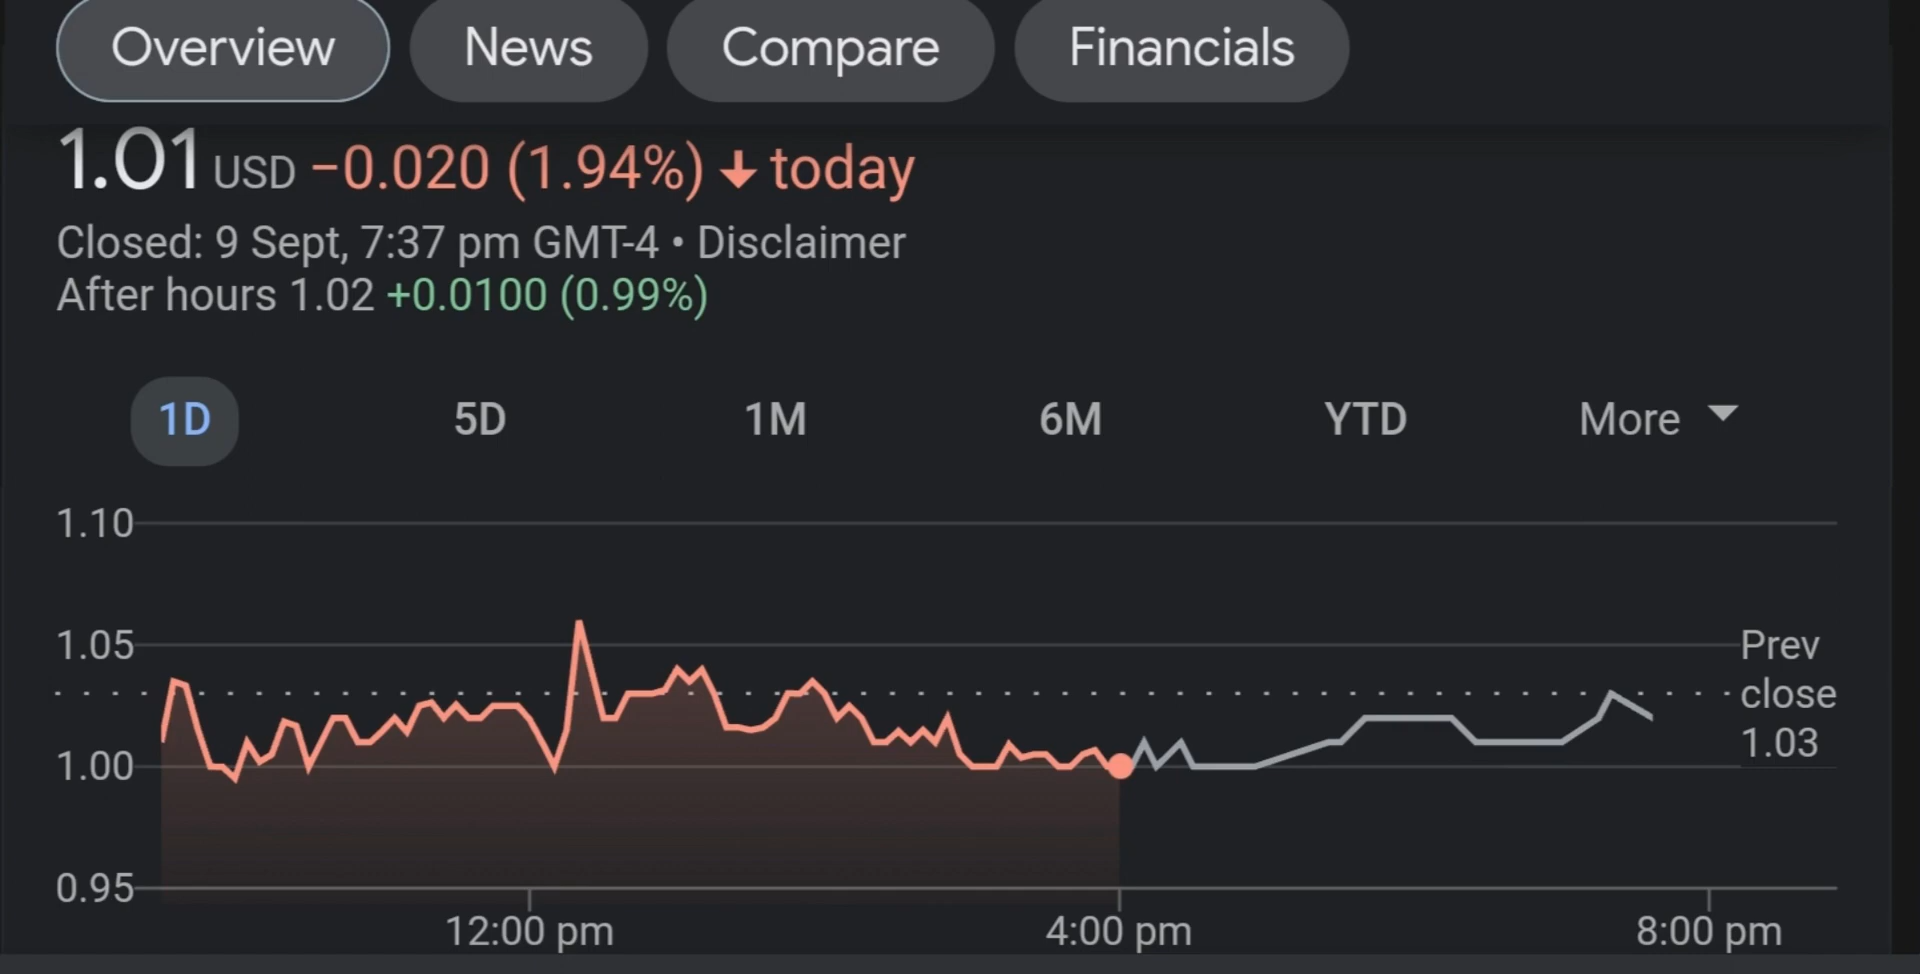 Overview News Compare Financials
1.01 USD −0.020 (1.94%) ↓ today
Closed: 9 Sept, 7:37 pm GMT-4 • Disclaimer
After hours 1.02 +0.0100 (0.99%)
1D 5D 1M 6M YTD More
1.10
1.05
1.00
0.95
Prev
close
1.03
12:00 pm 4:00 pm 8:00 pm